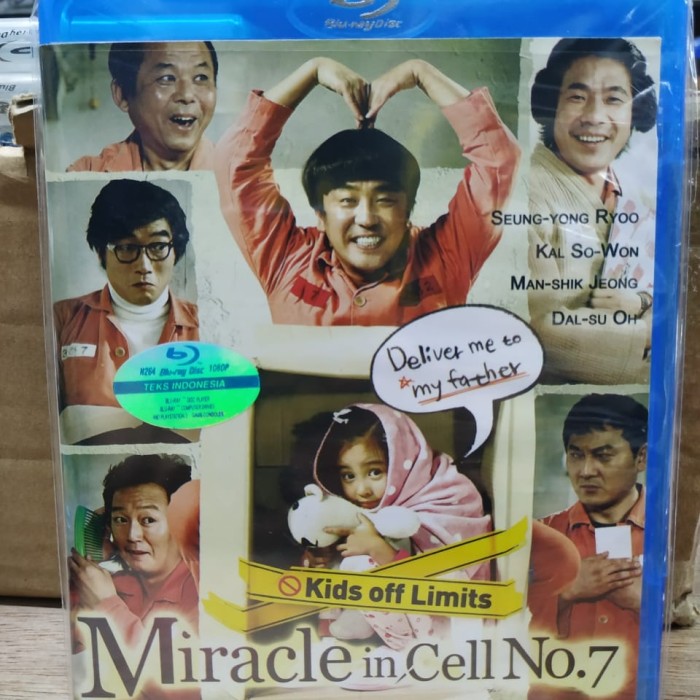 Blu-ray Disc
SEUNG-YONG RYOO
KAL SO-WON
MAN-SHIK JEONG
DAL-SU OH
Deliver me to
my father
Blu-ray Disc 1080P
TEKS INDONESIA
Kids off Limits
MIRACLE in CELL NO.7